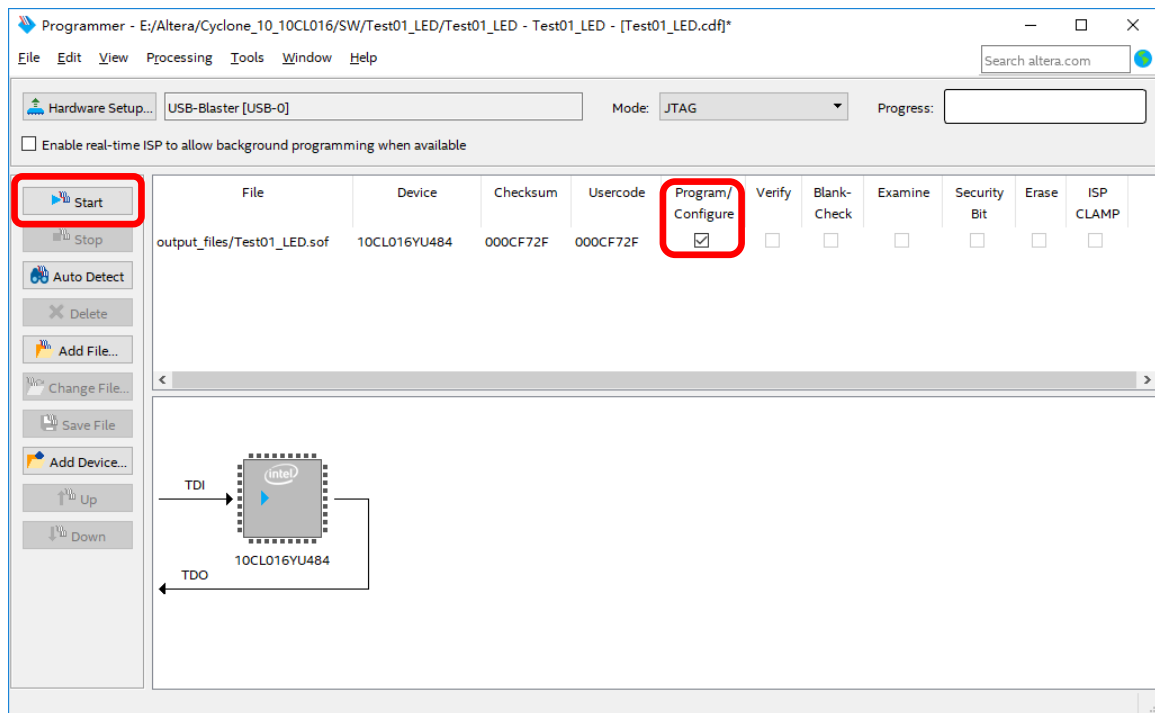 Programmer - E:/Altera/Cyclone_10_10CL016/SW/Test01_LED/Test01_LED - Test01_LED - [Test01_LED.cdf]*
File Edit View Processing Tools Window Help
Search altera.com
Hardware Setup... USB-Blaster [USB-0] Mode: JTAG Progress:
Enable real-time ISP to allow background programming when available
Start
Stop
Auto Detect
Delete
Add File...
Change File...
Save File
Add Device...
Up
Down
File Device Checksum Usercode Program/ Verify Blank- Examine Security Erase ISP
Configure Check Bit CLAMP
output_files/Test01_LED.sof 10CL016YU484 000CF72F 000CF72F
TDI
intel
10CL016YU484
TDO